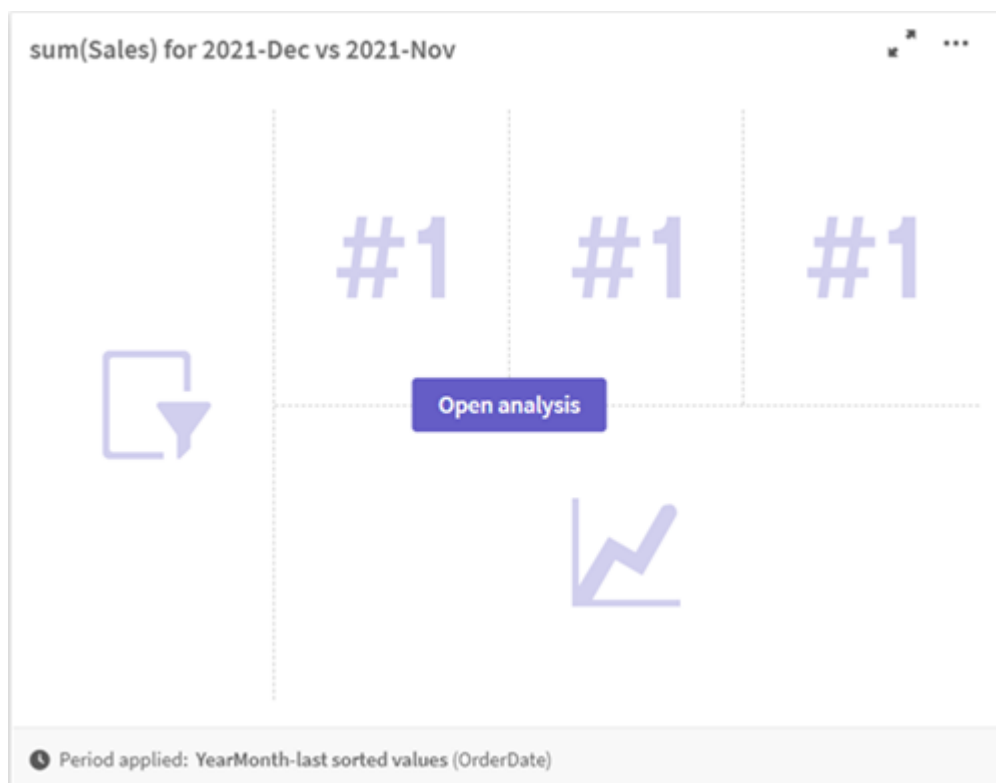 sum(Sales) for 2021-Dec vs 2021-Nov
#1 #1 #1
Open analysis
Period applied: YearMonth-last sorted values (OrderDate)